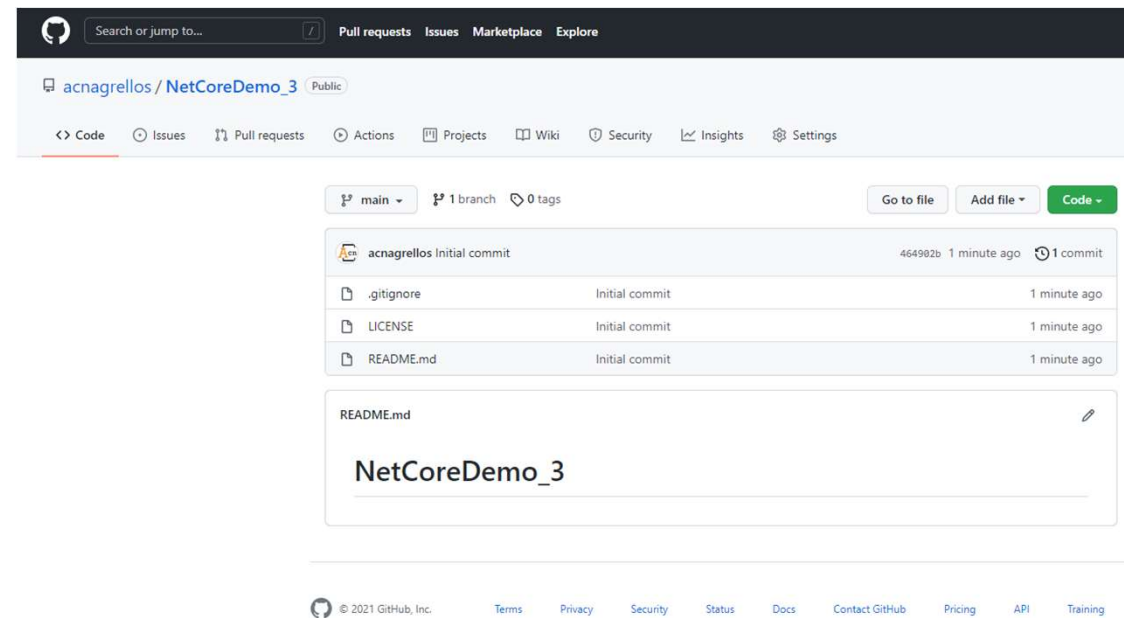 Search or jump to... / Pull requests Issues Marketplace Explore
acnagrellos / NetCoreDemo_3 Public
<> Code Issues Pull requests Actions Projects Wiki Security Insights Settings
main 1 branch 0 tags Go to file Add file Code
Acn acnagrellos Initial commit 464902b 1 minute ago 1 commit
.gitignore Initial commit 1 minute ago
LICENSE Initial commit 1 minute ago
README.md Initial commit 1 minute ago
README.md
NetCoreDemo_3
© 2021 GitHub, Inc. Terms Privacy Security Status Docs Contact GitHub Pricing API Training